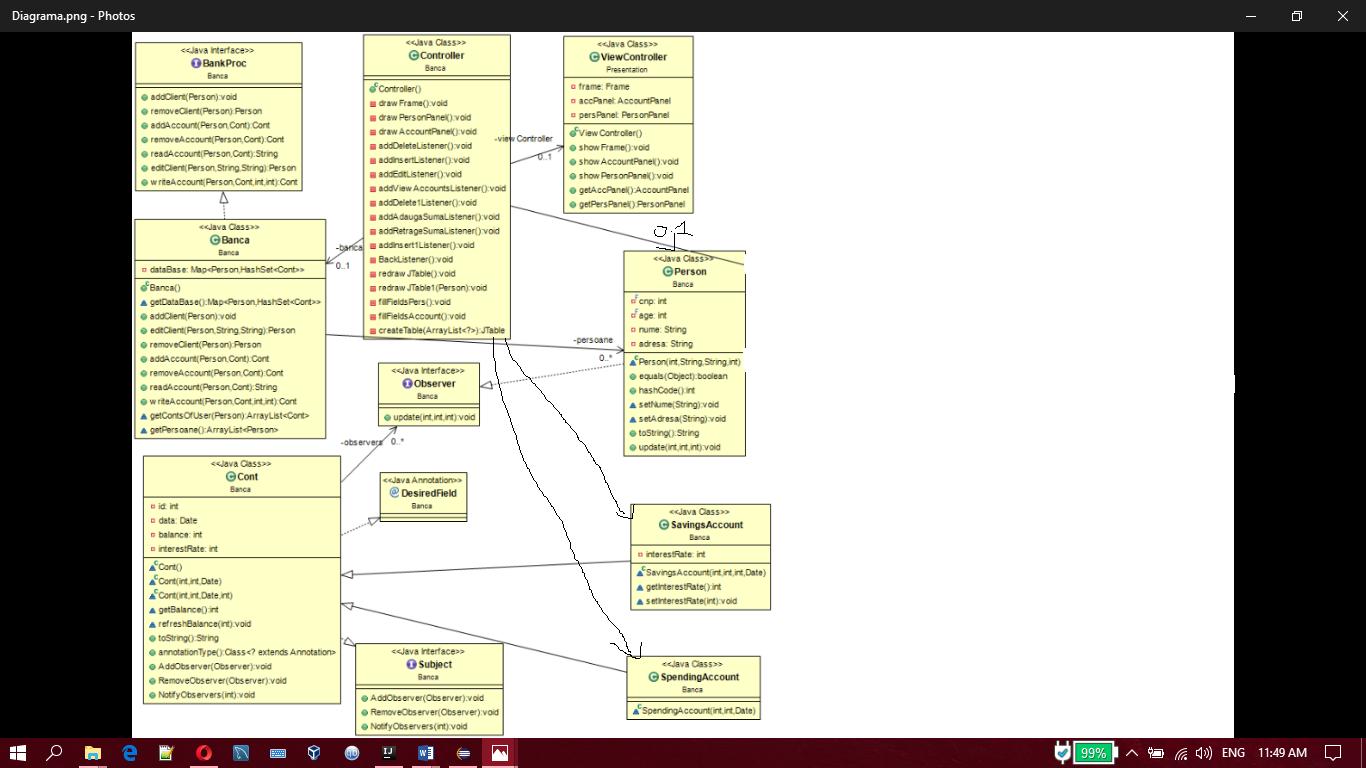 Diagrama.png - Photos
<<Java Interface>>
BankProc
Banca
addClient(Person):void
removeClient(Person):Person
addAccount(Person,Cont):Cont
removeAccount(Person,Cont):Cont
readAccount(Person,Cont):String
editClient(Person,String,String):Person
writeAccount(Person,Cont,int,int):Cont
<<Java Class>>
Controller
Banca
Controller()
drawFrame():void
drawPersonPanel():void
drawAccountPanel():void
addDeleteListener():void
addInsertListener():void
addEditListener():void
addViewAccountsListener():void
addDelete1Listener():void
addAdaugaSumaListener():void
addRetrageSumaListener():void
addInsert1Listener():void
BackListener():void
redrawJTable():void
redrawJTable1(Person):void
fillFieldsPers():void
fillFieldsAccount():void
createTable(ArrayList<?>):JTable
<<Java Class>>
ViewController
Presentation
frame: Frame
accPanel: AccountPanel
persPanel: PersonPanel
ViewController()
showFrame():void
showAccountPanel():void
showPersonPanel():void
getAccPanel():AccountPanel
getPersPanel():PersonPanel
-viewController
0..1
-banca
0..1
0,1
<<Java Class>>
Banca
Banca
dataBase: Map<Person,HashSet<Cont>>
Banca()
getDataBase():Map<Person,HashSet<Cont>>
addClient(Person):void
editClient(Person,String,String):Person
removeClient(Person):Person
addAccount(Person,Cont):Cont
removeAccount(Person,Cont):Cont
readAccount(Person,Cont):String
writeAccount(Person,Cont,int,int):Cont
getContsOfUser(Person):ArrayList<Cont>
getPersoane():ArrayList<Person>
<<Java Class>>
Person
Banca
cnp: int
age: int
nume: String
adresa: String
Person(int,String,String,int)
equals(Object):boolean
hashCode():int
setNume(String):void
setAdresa(String):void
toString():String
update(int,int,int):void
-persoane
0..*
<<Java Interface>>
Observer
Banca
update(int,int,int):void
-observers
0..*
<<Java Class>>
Cont
Banca
id: int
data: Date
balance: int
interestRate: int
Cont()
Cont(int,int,Date)
Cont(int,int,Date,int)
getBalance():int
refreshBalance(int):void
toString():String
annotationType():Class<? extends Annotation>
AddObserver(Observer):void
RemoveObserver(Observer):void
NotifyObservers(int):void
<<Java Annotation>>
DesiredField
Banca
<<Java Class>>
SavingsAccount
Banca
interestRate: int
SavingsAccount(int,int,int,Date)
getInterestRate():int
setInterestRate(int):void
<<Java Interface>>
Subject
Banca
AddObserver(Observer):void
RemoveObserver(Observer):void
NotifyObservers(int):void
<<Java Class>>
SpendingAccount
Banca
SpendingAccount(int,int,Date)
99%
ENG
11:49 AM